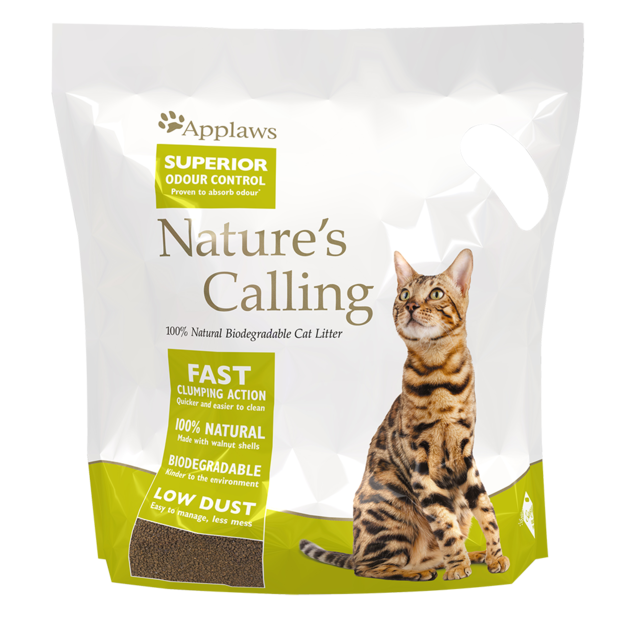 Applaws
SUPERIOR
ODOUR CONTROL
Proven to absorb odour*
Nature's
Calling
100% Natural Biodegradable Cat Litter
FAST
CLUMPING ACTION
Quicker and easier to clean
100% NATURAL
Made with walnut shells
BIODEGRADABLE
Kinder to the environment
LOW DUST
Easy to manage, less mess